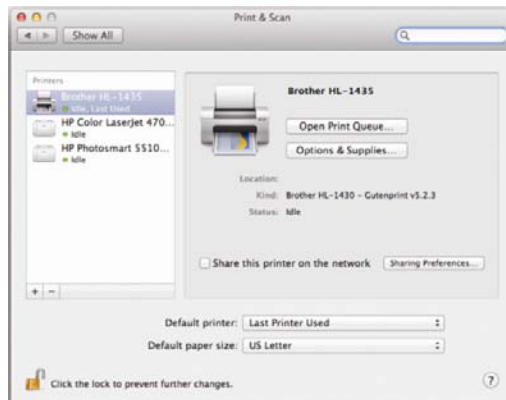 Print & Scan
Show All
Printers
Brother HL-1435
Idle, Last Used
HP Color LaserJet 470...
Idle
HP Photosmart 5510...
Idle
+ −
Brother HL-1435
Open Print Queue...
Options & Supplies...
Location:
Kind: Brother HL-1430 - Gutenprint v5.2.3
Status: Idle
Share this printer on the network Sharing Preferences...
Default printer: Last Printer Used
Default paper size: US Letter
Click the lock to prevent further changes.
?